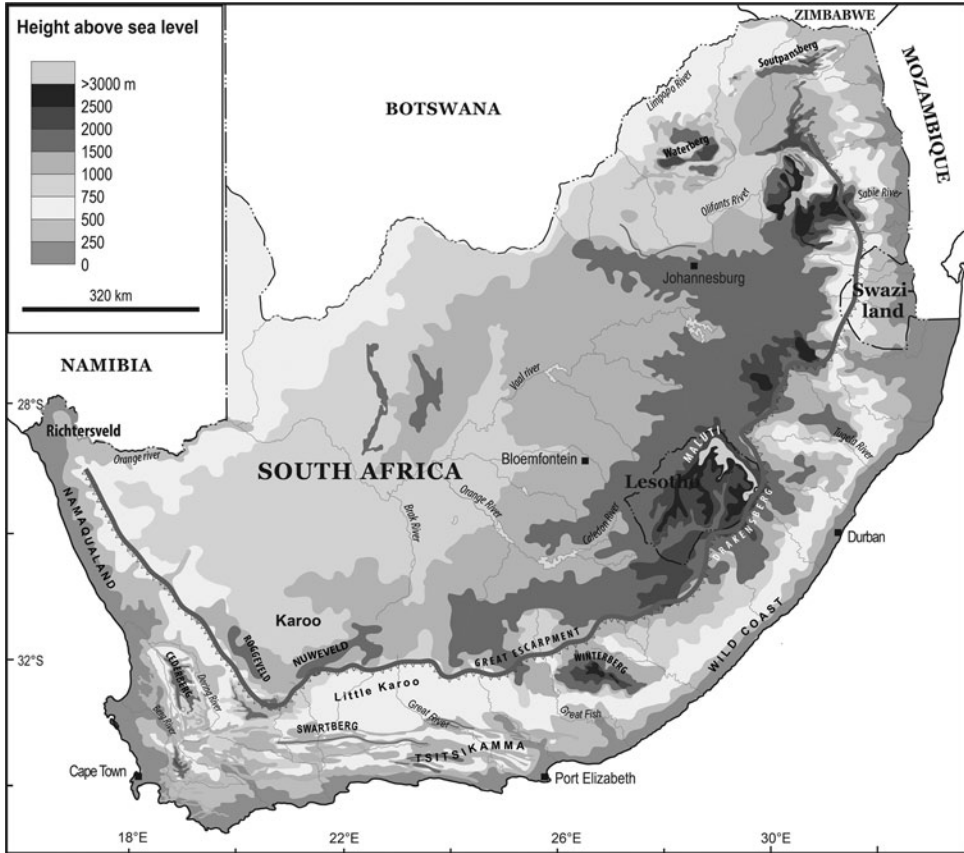 Height above sea level
>3000 m
2500
2000
1500
1000
750
500
250
0
320 km
ZIMBABWE
MOZAMBIQUE
BOTSWANA
NAMIBIA
Soutpansberg
Limpopo River
Waterberg
Olifants River
Sabie River
Johannesburg
Swazi-
land
28°S
Richtersveld
Orange river
Vaal river
SOUTH AFRICA
Bloemfontein
MALUTI
Lesotho
Tugela River
NAMAQUALAND
Brak River
Orange River
Caledon River
DRAKENSBERG
Durban
Karoo
32°S
ROGGEVELD
NUWEVELD
GREAT ESCARPMENT
WINTERBERG
WILD COAST
CEDERBERG
Doring River
Berg River
Little Karoo
Great River
Great Fish
SWARTBERG
TSITSIKAMMA
Cape Town
Port Elizabeth
18°E
22°E
26°E
30°E